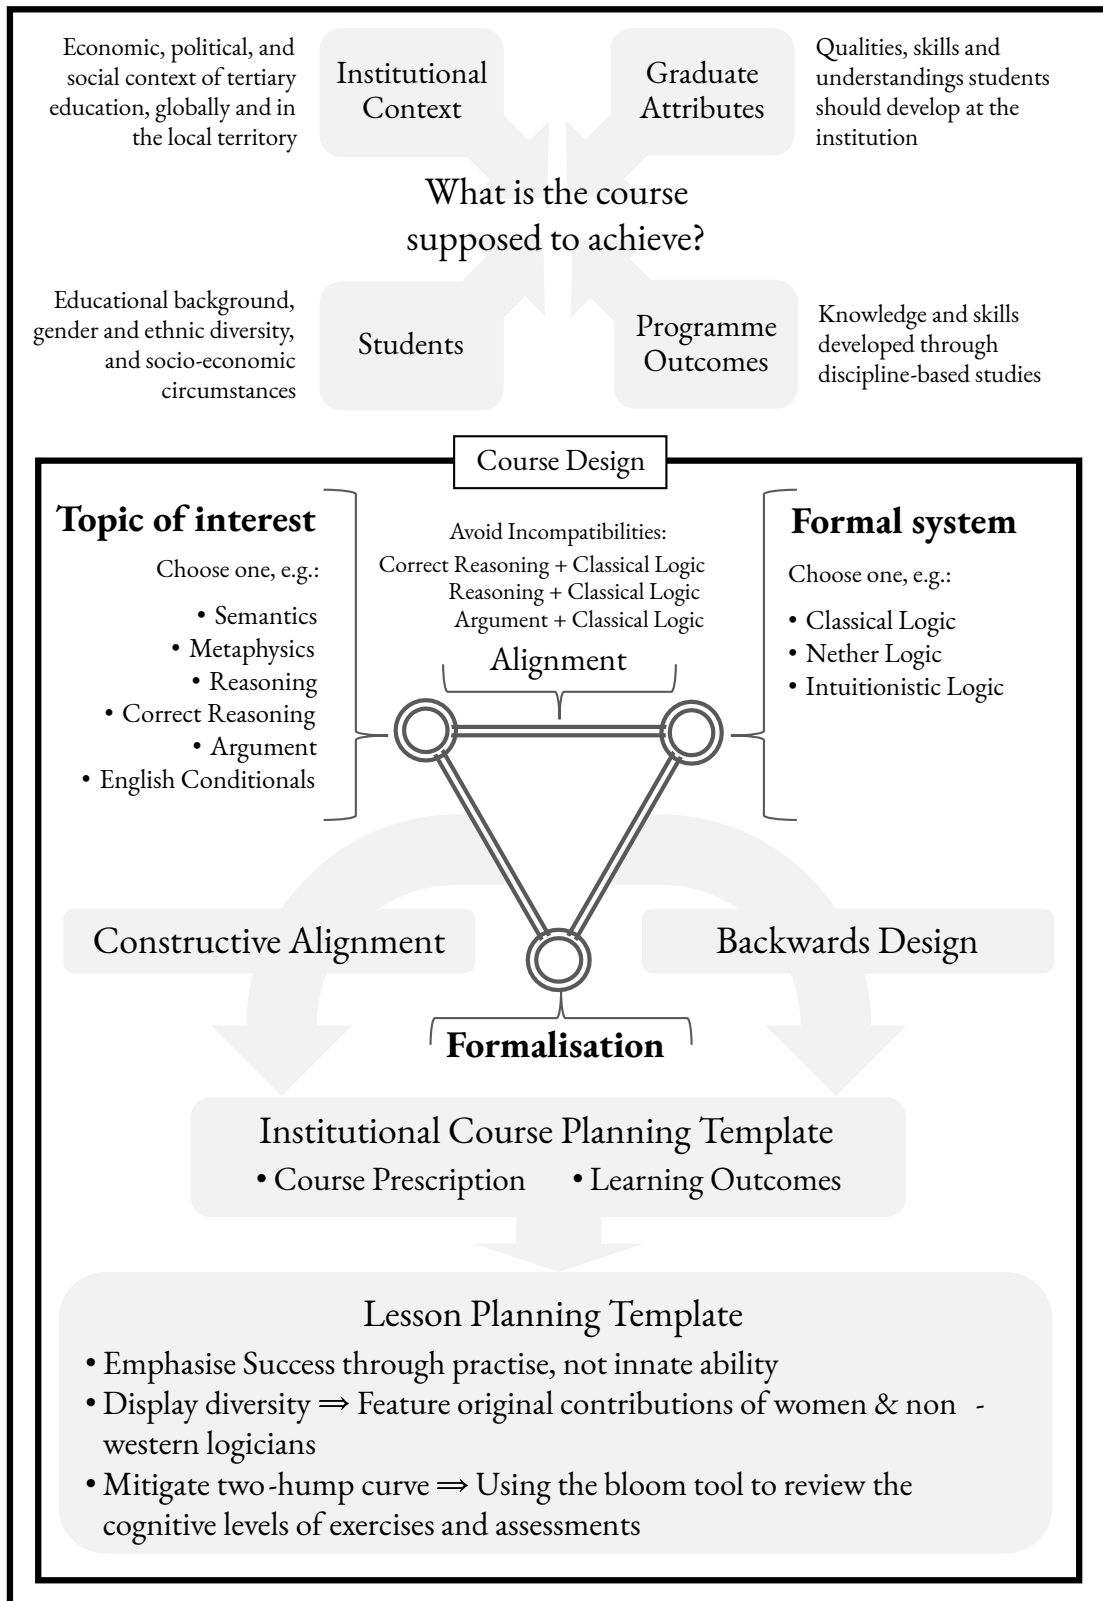 Economic, political, and
social context of tertiary
education, globally and in
the local territory
Institutional
Context
Graduate
Attributes
Qualities, skills and
understandings students
should develop at the
institution
What is the course
supposed to achieve?
Educational background,
gender and ethnic diversity,
and socio-economic
circumstances
Students
Programme
Outcomes
Knowledge and skills
developed through
discipline-based studies
Course Design
Topic of interest
Choose one, e.g.:
• Semantics
• Metaphysics
• Reasoning
• Correct Reasoning
• Argument
• English Conditionals
Avoid Incompatibilities:
Correct Reasoning + Classical Logic
Reasoning + Classical Logic
Argument + Classical Logic
Alignment
Formal system
Choose one, e.g.:
• Classical Logic
• Nether Logic
• Intuitionistic Logic
Constructive Alignment
Backwards Design
Formalisation
Institutional Course Planning Template
• Course Prescription
• Learning Outcomes
Lesson Planning Template
• Emphasise Success through practise, not innate ability
• Display diversity ⇒ Feature original contributions of women & non -
western logicians
• Mitigate two-hump curve ⇒ Using the bloom tool to review the
cognitive levels of exercises and assessments